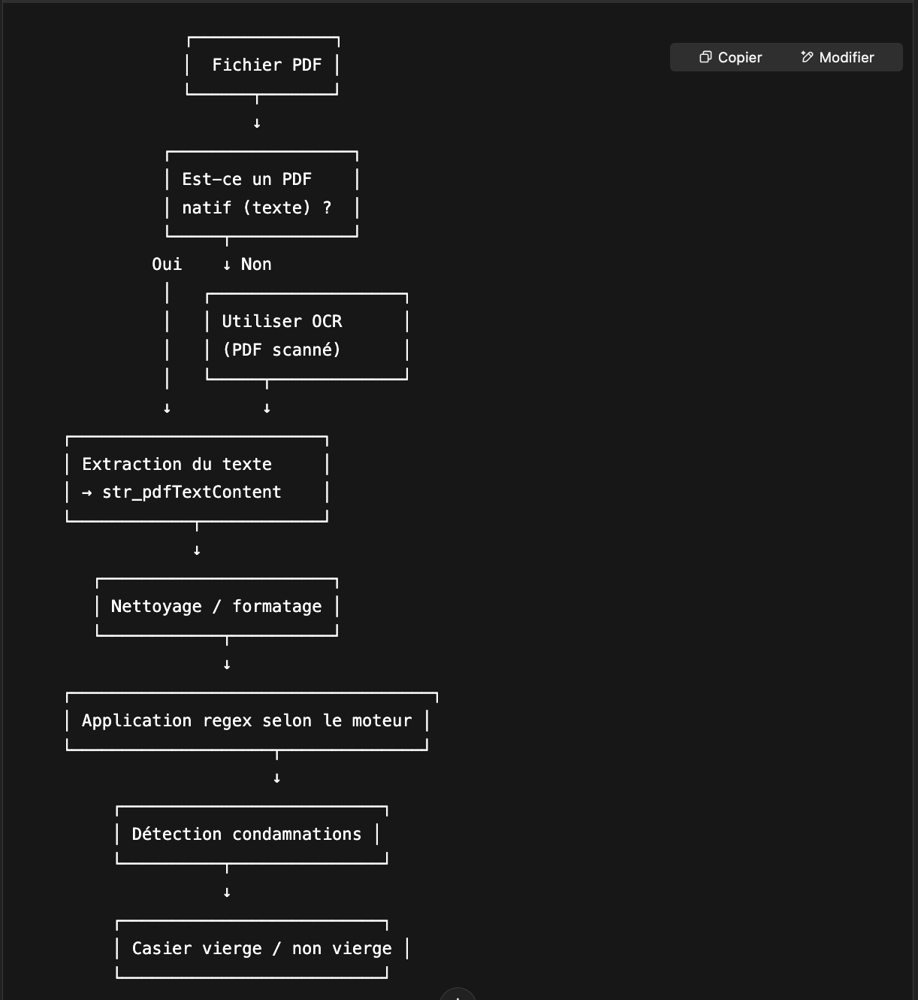 Copier
Modifier
Fichier PDF
↓
Est-ce un PDF
natif (texte) ?
Oui ↓ Non
Utiliser OCR
(PDF scanné)
↓ ↓
Extraction du texte
→ str_pdfTextContent
↓
Nettoyage / formatage
↓
Application regex selon le moteur
↓
Détection condamnations
↓
Casier vierge / non vierge